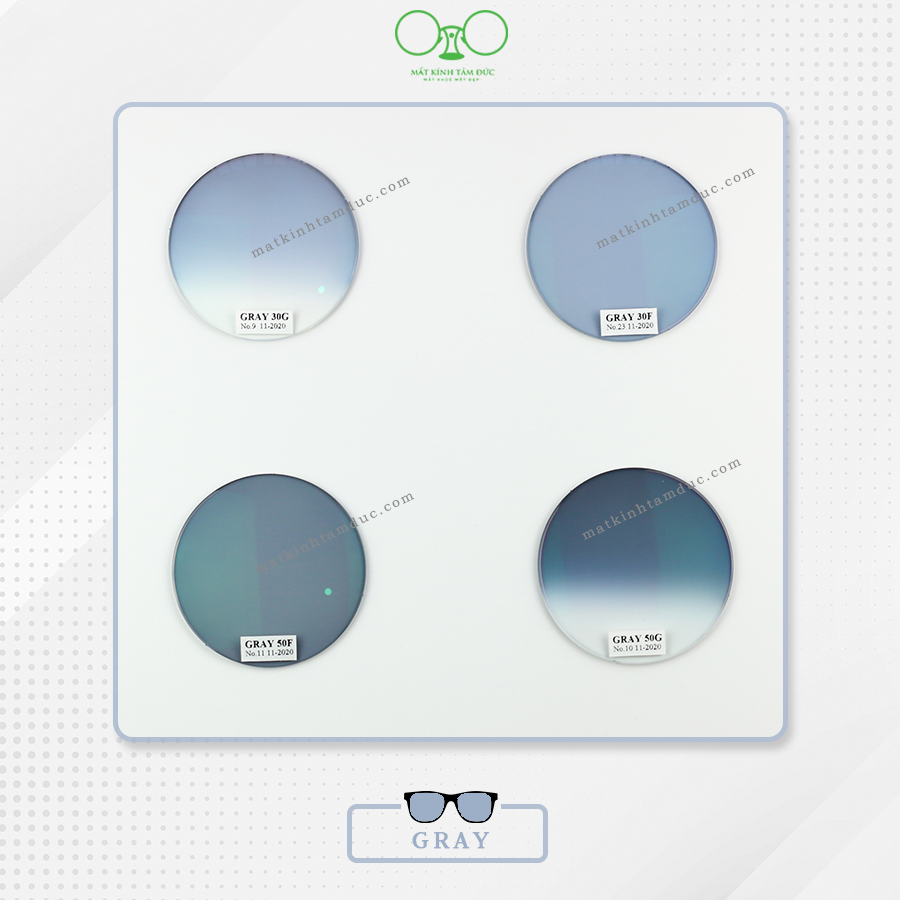 MẮT KÍNH TÂM ĐỨC
MẮT KHOẺ MẮT ĐẸP
matkinhtamduc.com
GRAY 30G
No.9 11-2020
matkinhtamduc.com
GRAY 30F
No.23 11-2020
matkinhtamduc.com
GRAY 50F
No.11 11-2020
matkinhtamduc.com
GRAY 50G
No.10 11-2020
GRAY